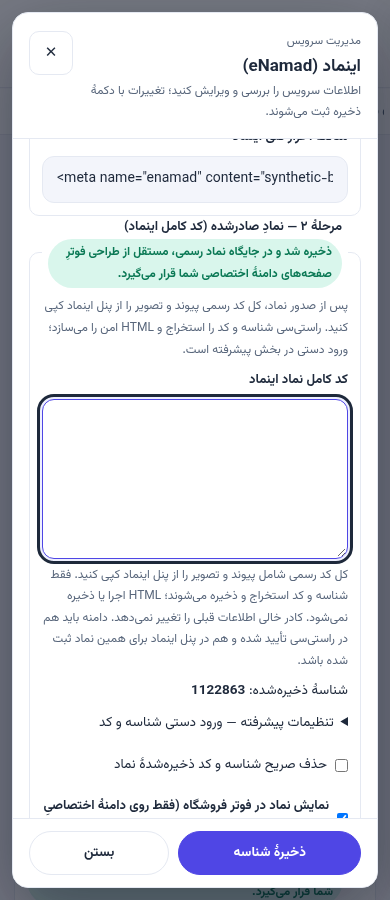 مدیریت سرویس
اینماد (eNamad)
اطلاعات سرویس را بررسی و ویرایش کنید؛ تغییرات با دکمهٔ
ذخیره ثبت می‌شوند.
<meta name="enamad" content="synthetic-b
مرحلهٔ ۲ — نمادِ صادرشده (کد کامل اینماد)
ذخیره شد و در جایگاه نماد رسمی، مستقل از طراحی فوترِ
صفحه‌های دامنهٔ اختصاصی شما قرار می‌گیرد.
پس از صدور نماد، کل کد رسمی پیوند و تصویر را از پنل اینماد کپی
کنید. راستی‌سی شناسه و کد را استخراج و HTML امن را می‌سازد؛
ورود دستی در بخش پیشرفته است.
کد کامل نماد اینماد
کل کد رسمی شامل پیوند و تصویر را از پنل اینماد کپی کنید. فقط
شناسه و کد استخراج و ذخیره می‌شوند؛ HTML اجرا یا ذخیره
نمی‌شود. کادر خالی اطلاعات قبلی را تغییر نمی‌دهد. دامنه باید هم
در راستی‌سی تأیید شده و هم در پنل اینماد برای همین نماد ثبت
شده باشد.
شناسهٔ ذخیره‌شده: 1122863
تنظیمات پیشرفته — ورود دستی شناسه و کد
حذف صریح شناسه و کد ذخیره‌شدهٔ نماد
نمایش نماد در فوتر فروشگاه (فقط روی دامنهٔ اختصاصیِ
ذخیرهٔ شناسه
بستن
شما قرار می‌گیرد.